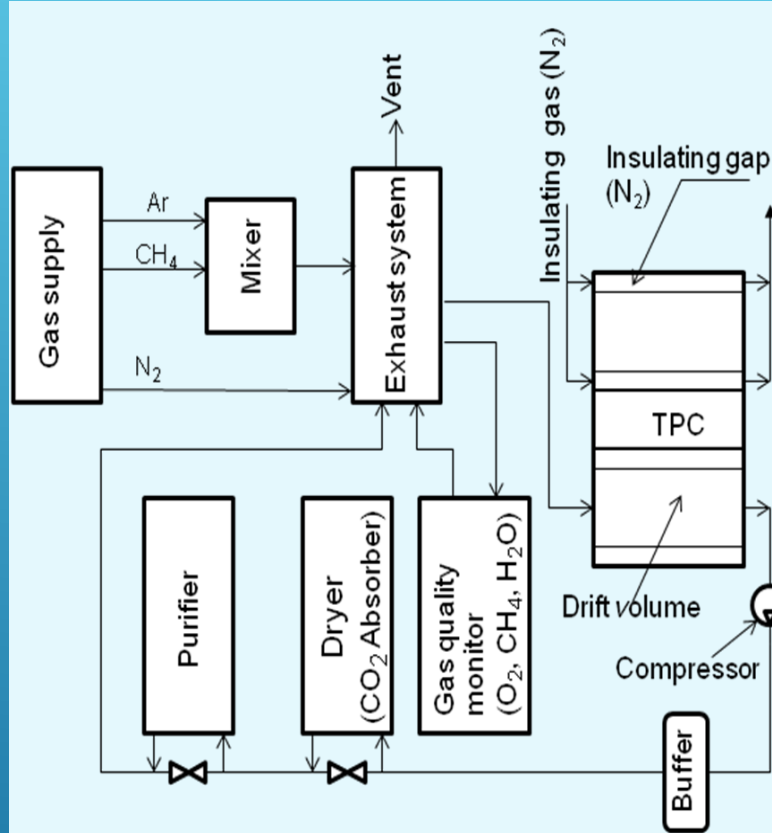 Gas supply
Ar
CH₄
N₂
Mixer
Exhaust system
Vent
Insulating gas (N₂)
Insulating gap
(N₂)
TPC
Drift volume
Compressor
Purifier
Dryer
(CO₂ Absorber)
Gas quality
monitor
(O₂, CH₄, H₂O)
Buffer